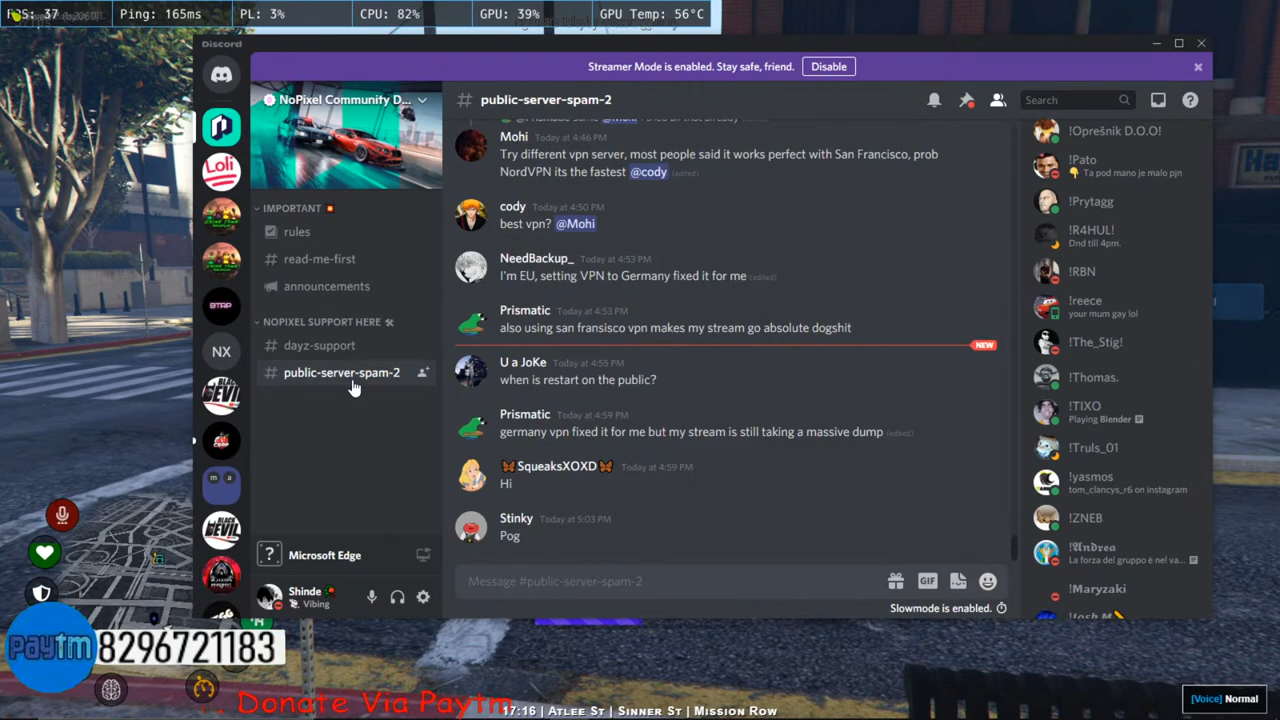 FPS: 37
Ping: 165ms
PL: 3%
CPU: 82%
GPU: 39%
GPU Temp: 56°C
Discord
Streamer Mode is enabled. Stay safe, friend.
Disable
NoPixel Community D...
public-server-spam-2
Search
Loli
BTRP
NX
BLACK
DEVIL
m a
BLACK
DEVIL
IMPORTANT
rules
read-me-first
announcements
NOPIXEL SUPPORT HERE
dayz-support
public-server-spam-2
Mohi Today at 4:46 PM
Try different vpn server, most people said it works perfect with San Francisco, prob
NordVPN its the fastest @cody (edited)
cody Today at 4:50 PM
best vpn? @Mohi
NeedBackup_ Today at 4:53 PM
I'm EU, setting VPN to Germany fixed it for me (edited)
Prismatic Today at 4:53 PM
also using san fransisco vpn makes my stream go absolute dogshit
NEW
U a JoKe Today at 4:55 PM
when is restart on the public?
Prismatic Today at 4:59 PM
germany vpn fixed it for me but my stream is still taking a massive dump (edited)
🦋SqueaksXOXD🦋 Today at 4:59 PM
Hi
Stinky Today at 5:03 PM
Pog
Message #public-server-spam-2
GIF
Slowmode is enabled.
!Oprešnik D.O.O!
!Pato
👇 Ta pod mano je malo pjn
!Prytagg
!R4HUL!
Dnd till 4pm.
!RBN
!reece
your mum gay lol
!The_Stig!
!Thomas.
!TIXO
Playing Blender
!Truls_01
!yasmos
tom_clancys_r6 on instagram
!ZNEB
!𝕬𝖓𝖉𝖗𝖊𝖆
La forza del gruppo è nel va...
!Maryzaki
? Microsoft Edge
Shinde
Vibing
paytm 8296721183
Donate Via Paytm
17:16 | Atlee St | Sinner St | Mission Row
[Voice] Normal